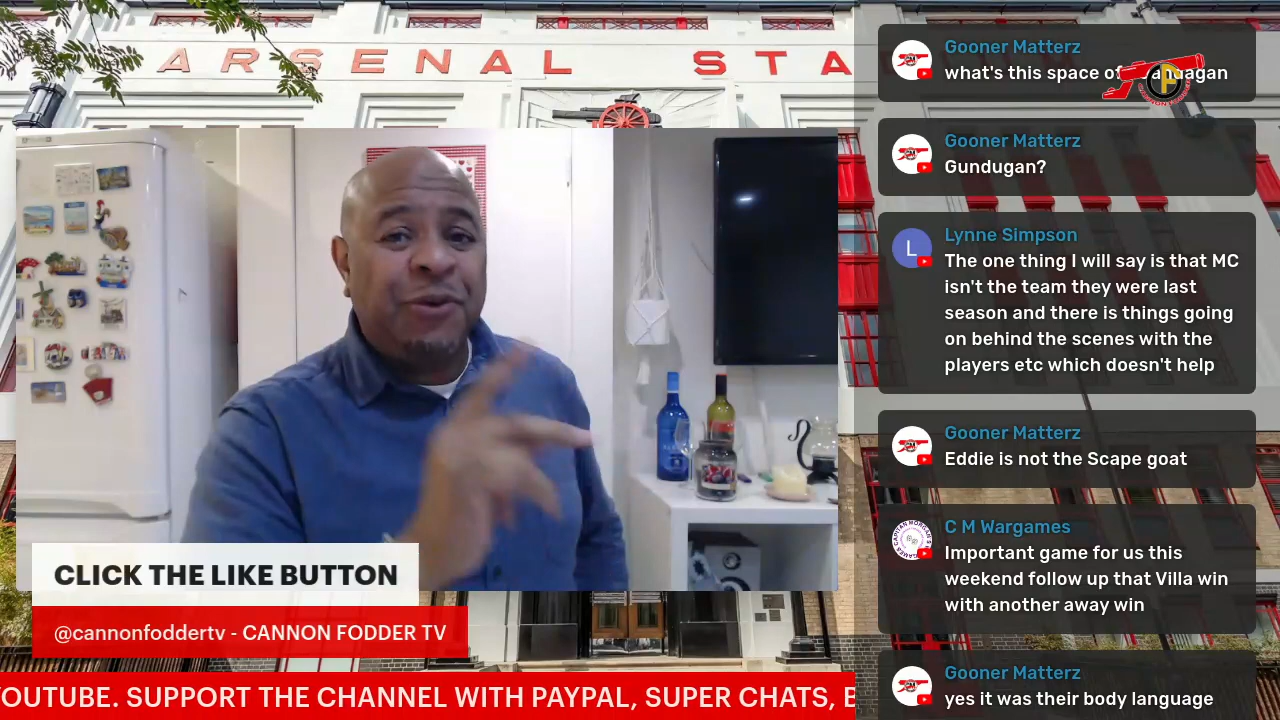 ARSENAL STA
CLICK THE LIKE BUTTON
@cannonfoddertv - CANNON FODDER TV
OUTUBE. SUPPORT THE CHANNEL WITH PAYPAL, SUPER CHATS,
Gooner Matterz
what's this space of
Gooner Matterz
Gundugan?
L
Lynne Simpson
The one thing I will say is that MC
isn't the team they were last
season and there is things going
on behind the scenes with the
players etc which doesn't help
Gooner Matterz
Eddie is not the Scape goat
C M Wargames
Important game for us this
weekend follow up that Villa win
with another away win
Gooner Matterz
yes it was their body language